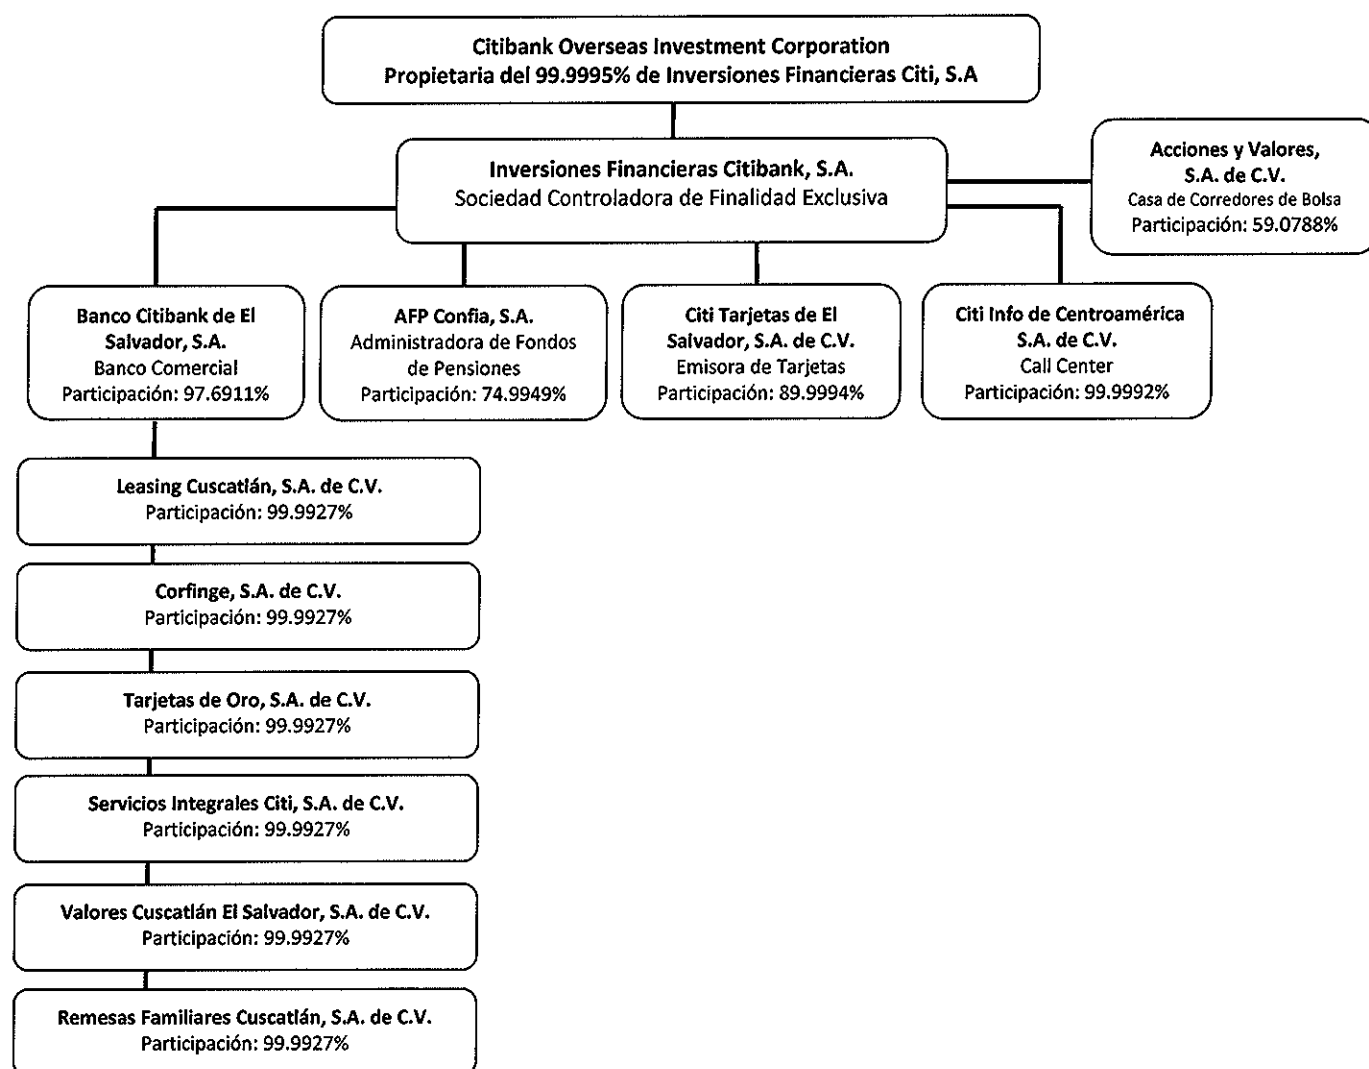 Citibank Overseas Investment Corporation
Propietaria del 99.9995% de Inversiones Financieras Citi, S.A
Inversiones Financieras Citibank, S.A.
Sociedad Controladora de Finalidad Exclusiva
Acciones y Valores,
S.A. de C.V.
Casa de Corredores de Bolsa
Participación: 59.0788%
Banco Citibank de El
Salvador, S.A.
Banco Comercial
Participación: 97.6911%
AFP Confia, S.A.
Administradora de Fondos
de Pensiones
Participación: 74.9949%
Citi Tarjetas de El
Salvador, S.A. de C.V.
Emisora de Tarjetas
Participación: 89.9994%
Citi Info de Centroamérica
S.A. de C.V.
Call Center
Participación: 99.9992%
Leasing Cuscatlán, S.A. de C.V.
Participación: 99.9927%
Corfinge, S.A. de C.V.
Participación: 99.9927%
Tarjetas de Oro, S.A. de C.V.
Participación: 99.9927%
Servicios Integrales Citi, S.A. de C.V.
Participación: 99.9927%
Valores Cuscatlán El Salvador, S.A. de C.V.
Participación: 99.9927%
Remesas Familiares Cuscatlán, S.A. de C.V.
Participación: 99.9927%